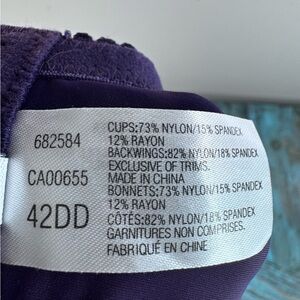 682584
CA00655
42DD
CUPS:73% NYLON/15% SPANDEX
12% RAYON
BACKWINGS:82% NYLON/18% SPANDEX
EXCLUSIVE OF TRIMS.
MADE IN CHINA
BONNETS:73% NYLON/15% SPANDEX
12% RAYON
CÔTÉS:82% NYLON/18% SPANDEX
GARNITURES NON COMPRISES.
FABRIQUÉ EN CHINE